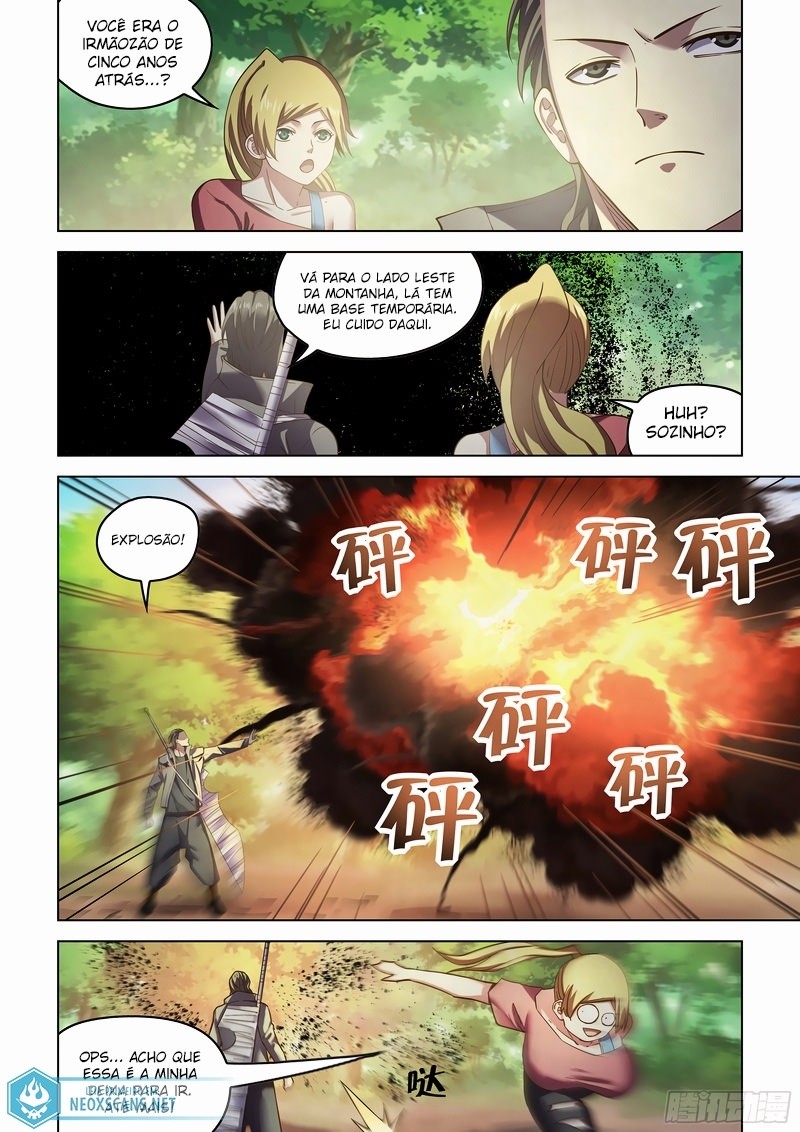 VOCÊ ERA O
IRMÃOZÃO DE
CINCO ANOS
ATRÁS...?
VÁ PARA O LADO LESTE
DA MONTANHA, LÁ TEM
UMA BASE TEMPORÁRIA.
EU CUIDO DAQUI.
HUH?
SOZINHO?
EXPLOSÃO!
砰
砰
砰
砰
砰
砰
OPS... ACHO QUE
ESSA É A MINHA
DEIXA PARA IR.
ATÉ MAIS!
哒
NEOXSCANS.NET
腾讯动漫